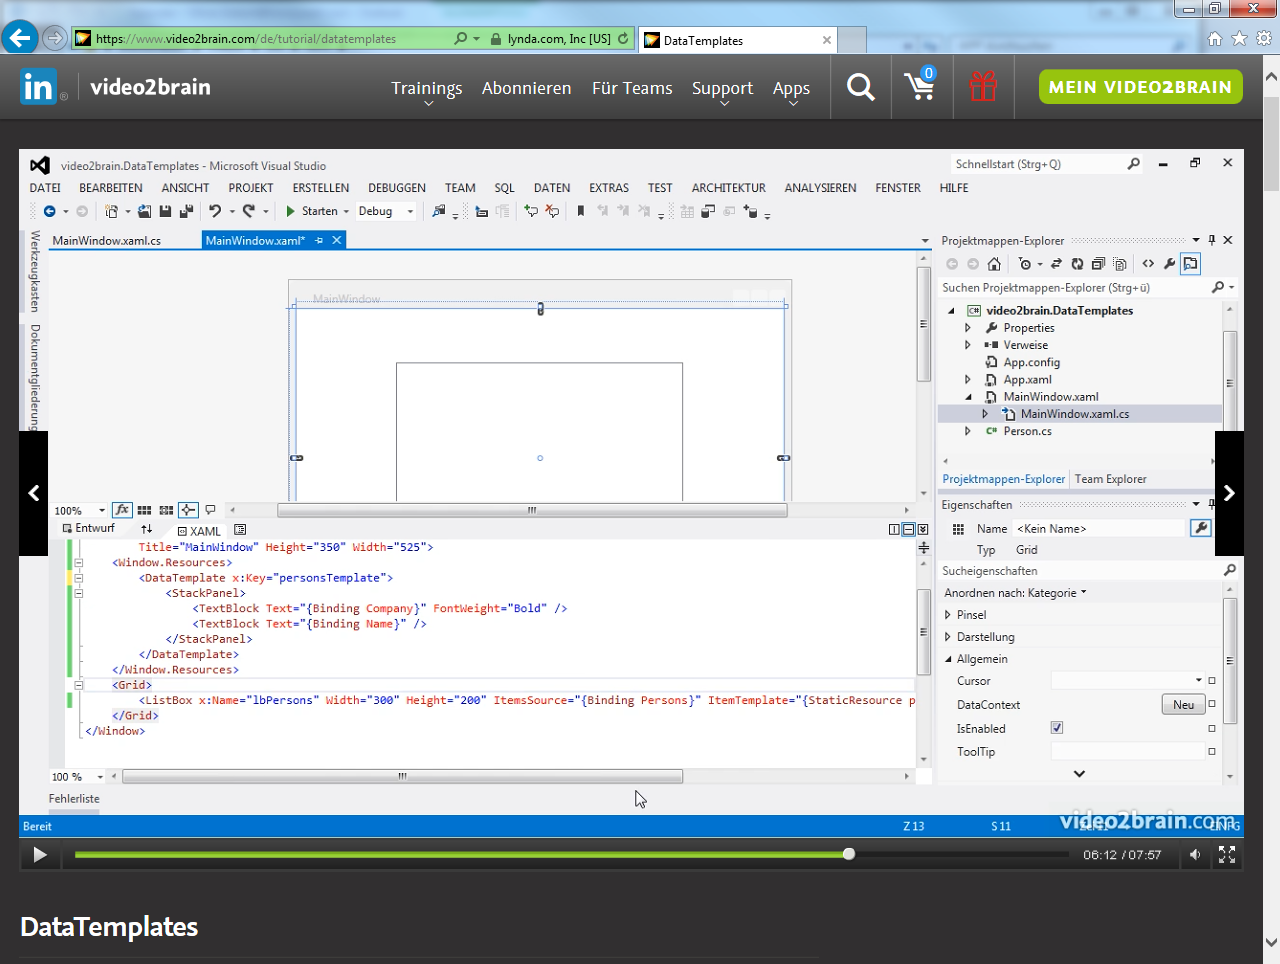 https://www.video2brain.com/de/tutorial/datatemplates
lynda.com, Inc [US]
DataTemplates
in
video2brain
Trainings
Abonnieren
Für Teams
Support
Apps
0
MEIN VIDEO2BRAIN
video2brain.DataTemplates - Microsoft Visual Studio
Schnellstart (Strg+Q)
DATEI BEARBEITEN ANSICHT PROJEKT ERSTELLEN DEBUGGEN TEAM SQL DATEN EXTRAS TEST ARCHITEKTUR ANALYSIEREN FENSTER HILFE
Starten
Debug
Werkzeugkasten
Dokumentgliederung
MainWindow.xaml.cs
MainWindow.xaml*
MainWindow
100%
fx
Entwurf
XAML
Title="MainWindow" Height="350" Width="525">
<Window.Resources>
<DataTemplate x:Key="personsTemplate">
<StackPanel>
<TextBlock Text="{Binding Company}" FontWeight="Bold" />
<TextBlock Text="{Binding Name}" />
</StackPanel>
</DataTemplate>
</Window.Resources>
<Grid>
<ListBox x:Name="lbPersons" Width="300" Height="200" ItemsSource="{Binding Persons}" ItemTemplate="{StaticResource p
</Grid>
</Window>
100 %
Fehlerliste
Projektmappen-Explorer
Suchen Projektmappen-Explorer (Strg+ü)
video2brain.DataTemplates
Properties
Verweise
App.config
App.xaml
MainWindow.xaml
MainWindow.xaml.cs
Person.cs
Projektmappen-Explorer
Team Explorer
Eigenschaften
Name <Kein Name>
Typ Grid
Sucheigenschaften
Anordnen nach: Kategorie
Pinsel
Darstellung
Allgemein
Cursor
DataContext
Neu
IsEnabled
ToolTip
Bereit
Z 13
S 11
video2brain.com
06:12 / 07:57
DataTemplates